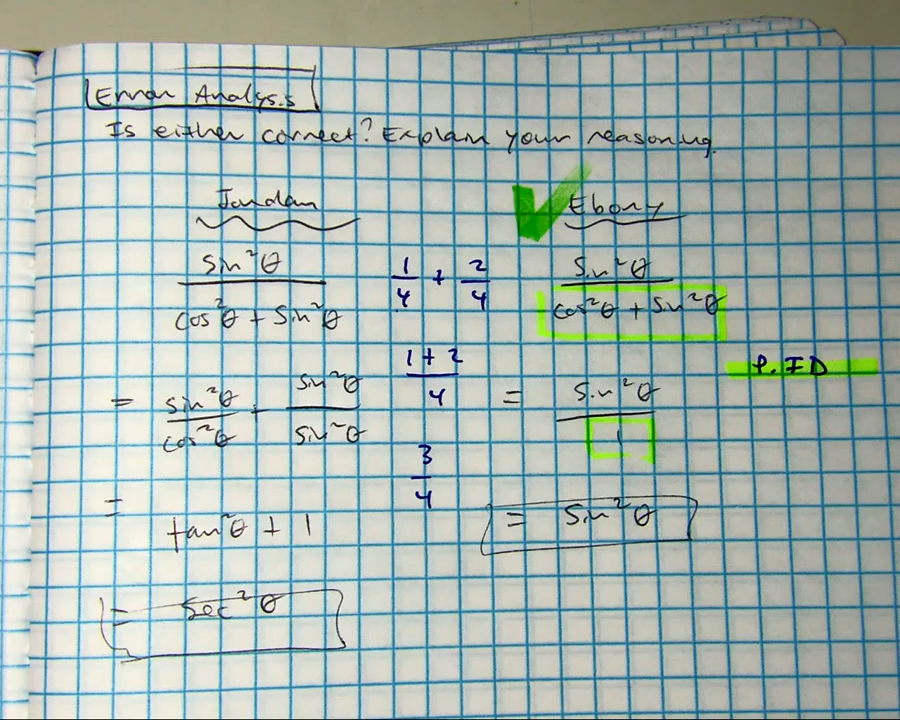 Error Analysis
Is either correct? Explain your reasoning.
Jordan
sin²θ
cos²θ + sin²θ
= sin²θ/cos²θ + sin²θ/sin²θ
=
tan²θ + 1
= sec²θ
1/4 + 2/4
1 + 2
4
3
4
Ebony
sin²θ
cos²θ + sin²θ
= sin²θ
1
= sin²θ
P. ID